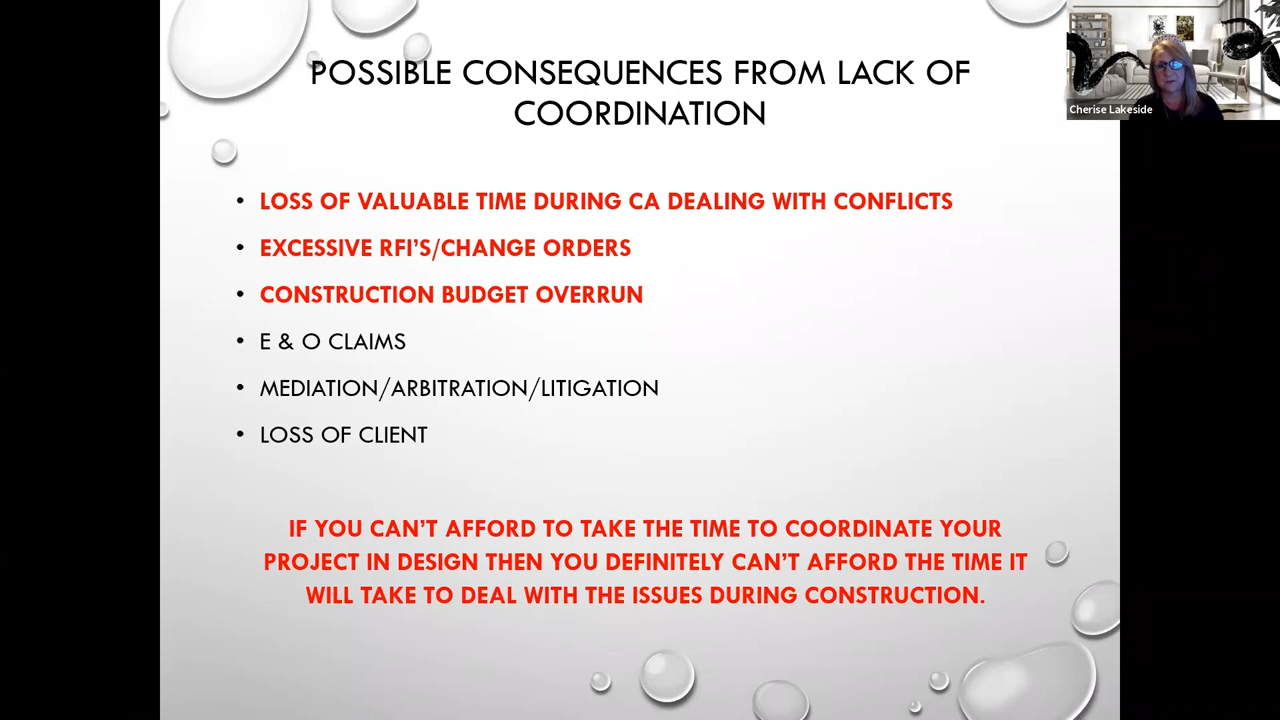 POSSIBLE CONSEQUENCES FROM LACK OF
COORDINATION
Cherise Lakeside
• LOSS OF VALUABLE TIME DURING CA DEALING WITH CONFLICTS
• EXCESSIVE RFI’S/CHANGE ORDERS
• CONSTRUCTION BUDGET OVERRUN
• E & O CLAIMS
• MEDIATION/ARBITRATION/LITIGATION
• LOSS OF CLIENT
IF YOU CAN’T AFFORD TO TAKE THE TIME TO COORDINATE YOUR
PROJECT IN DESIGN THEN YOU DEFINITELY CAN’T AFFORD THE TIME IT
WILL TAKE TO DEAL WITH THE ISSUES DURING CONSTRUCTION.